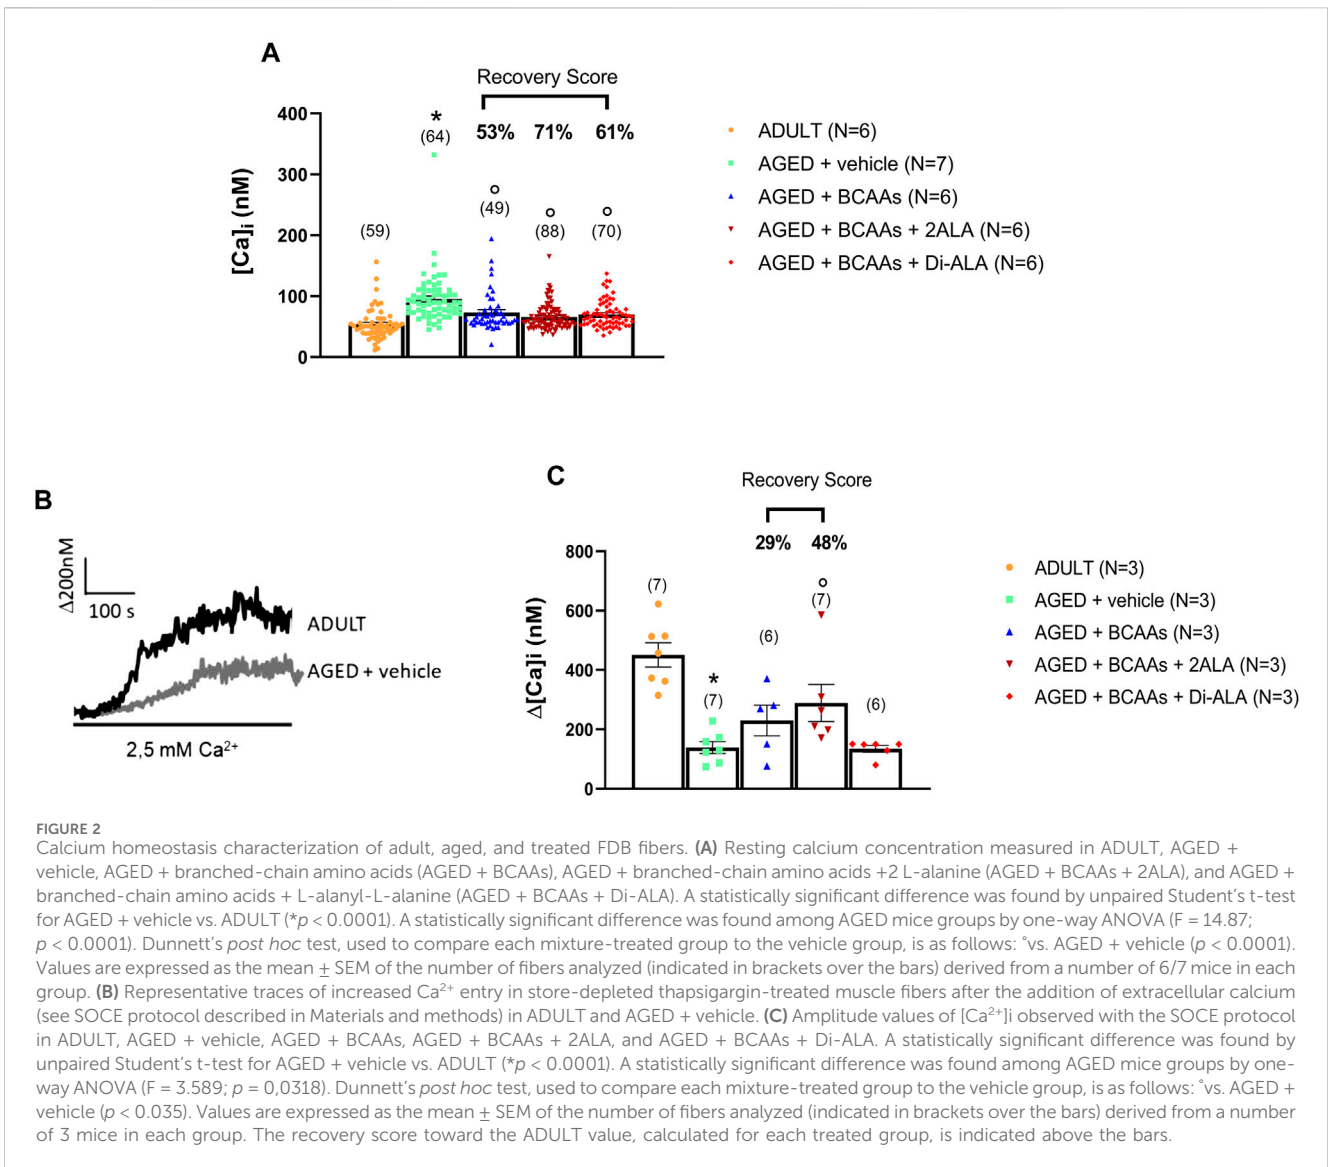 A
Recovery Score
400
300
200
100
0
[Ca]i (nM)
(59)
*
(64)
53%
°
(49)
71%
°
(88)
61%
°
(70)
ADULT (N=6)
AGED + vehicle (N=7)
AGED + BCAAs (N=6)
AGED + BCAAs + 2ALA (N=6)
AGED + BCAAs + Di-ALA (N=6)
B
Δ200nM
100 s
ADULT
AGED + vehicle
2,5 mM Ca²⁺
C
Recovery Score
29%
48%
800
600
400
200
0
Δ[Ca]i (nM)
(7)
*
(7)
(6)
°
(7)
(6)
ADULT (N=3)
AGED + vehicle (N=3)
AGED + BCAAs (N=3)
AGED + BCAAs + 2ALA (N=3)
AGED + BCAAs + Di-ALA (N=3)
FIGURE 2
Calcium homeostasis characterization of adult, aged, and treated FDB fibers. (A) Resting calcium concentration measured in ADULT, AGED +
vehicle, AGED + branched-chain amino acids (AGED + BCAAs), AGED + branched-chain amino acids +2 L-alanine (AGED + BCAAs + 2ALA), and AGED +
branched-chain amino acids + L-alanyl-L-alanine (AGED + BCAAs + Di-ALA). A statistically significant difference was found by unpaired Student's t-test
for AGED + vehicle vs. ADULT (*p < 0.0001). A statistically significant difference was found among AGED mice groups by one-way ANOVA (F = 14.87;
p < 0.0001). Dunnett's post hoc test, used to compare each mixture-treated group to the vehicle group, is as follows: °vs. AGED + vehicle (p < 0.0001).
Values are expressed as the mean ± SEM of the number of fibers analyzed (indicated in brackets over the bars) derived from a number of 6/7 mice in each
group. (B) Representative traces of increased Ca²⁺ entry in store-depleted thapsigargin-treated muscle fibers after the addition of extracellular calcium
(see SOCE protocol described in Materials and methods) in ADULT and AGED + vehicle. (C) Amplitude values of [Ca²⁺]i observed with the SOCE protocol
in ADULT, AGED + vehicle, AGED + BCAAs, AGED + BCAAs + 2ALA, and AGED + BCAAs + Di-ALA. A statistically significant difference was found by
unpaired Student's t-test for AGED + vehicle vs. ADULT (*p < 0.0001). A statistically significant difference was found among AGED mice groups by one-
way ANOVA (F = 3.589; p = 0,0318). Dunnett's post hoc test, used to compare each mixture-treated group to the vehicle group, is as follows: °vs. AGED +
vehicle (p < 0.035). Values are expressed as the mean ± SEM of the number of fibers analyzed (indicated in brackets over the bars) derived from a number
of 3 mice in each group. The recovery score toward the ADULT value, calculated for each treated group, is indicated above the bars.